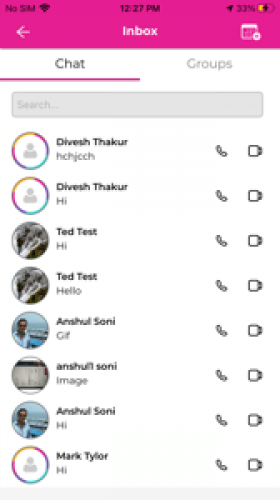 No SIM 12:27 PM 33%
Inbox
Chat Groups
Search...
Divesh Thakur
hchjcch
Divesh Thakur
Hi
Ted Test
Hi
Ted Test
Hello
Anshul Soni
Gif
anshul1 soni
Image
Anshul Soni
Hi
Mark Tylor
Hi